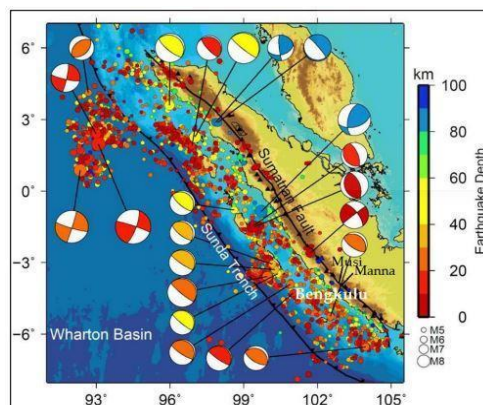 km
6°
3°
0°
−3°
−6°
Sumatran Fault
Sunda Trench
Musi
Manna
Bengkulu
Wharton Basin
93°
96°
99°
102°
105°
100
80
60
40
20
0
Earthquake Depth
M5
M6
M7
M8